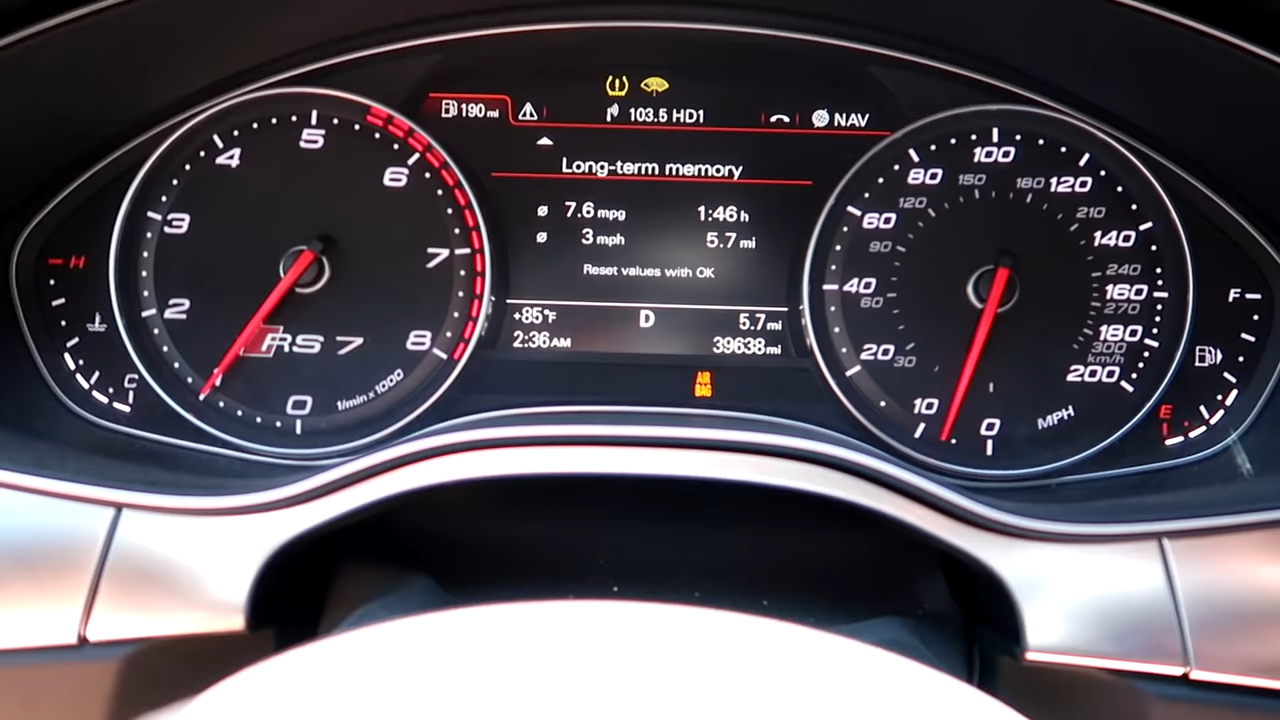 190 mi
103.5 HD1
NAV
Long-term memory
ø 7.6 mpg 1:46 h
ø 3 mph 5.7 mi
Reset values with OK
+85°F D 5.7 mi
2:36 AM 39638 mi
AIR
BAG
H
C
0
2
3
4
5
6
7
8
RS 7
1/min x 1000
0
10
20
40
60
80
100
120
140
160
180
200
30
60
90
120
150
180
210
240
270
300
km/h
MPH
F
E